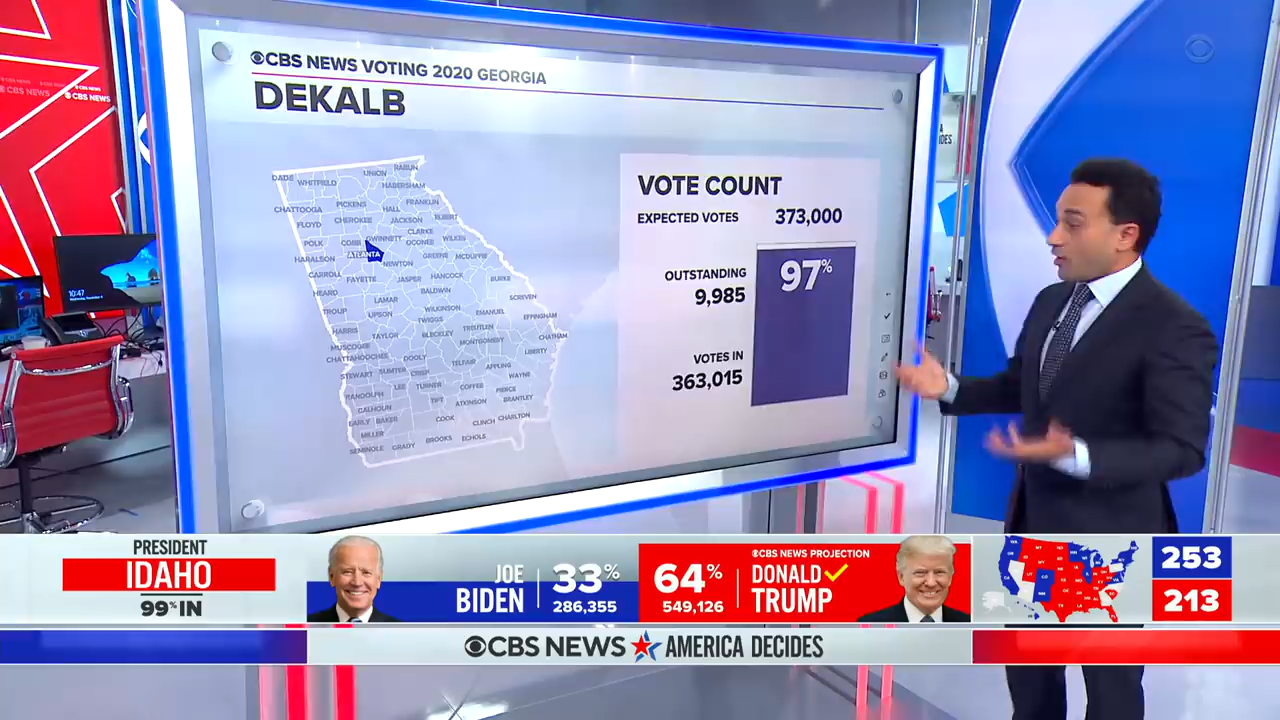 CBS NEWS VOTING 2020 GEORGIA
DEKALB
DADE
WHITFIELD
UNION
RABUN
HABERSHAM
CHATTOOGA
PICKENS
HALL
FRANKLIN
FLOYD
CHEROKEE
JACKSON
ELBERT
CLARKE
POLK
COBB
GWINNETT
OCONEE
WILKES
HARALSON
ATLANTA
NEWTON
GREENE
MCDUFFIE
CARROLL
FAYETTE
JASPER
HANCOCK
BURKE
HEARD
BALDWIN
LAMAR
SCREVEN
TROUP
UPSON
WILKINSON
TWIGGS
EMANUEL
EFFINGHAM
HARRIS
TAYLOR
BLECKLEY
TREUTLEN
CHATHAM
MUSCOGEE
MONTGOMERY
CHATTAHOOCHEE
DOOLY
TELFAIR
APPLING
LIBERTY
STEWART
SUMTER
CRISP
WAYNE
RANDOLPH
LEE
TURNER
COFFEE
PIERCE
CALHOUN
TIFT
ATKINSON
BRANTLEY
EARLY
BAKER
COOK
CLINCH
CHARLTON
MILLER
SEMINOLE
GRADY
BROOKS
ECHOLS
VOTE COUNT
EXPECTED VOTES 373,000
97%
OUTSTANDING
9,985
VOTES IN
363,015
CBS NEWS
CBS NEWS
10:47
PRESIDENT
IDAHO
99% IN
JOE
BIDEN
33%
286,355
64%
549,126
CBS NEWS PROJECTION
DONALD
TRUMP
253
213
CBS NEWS AMERICA DECIDES